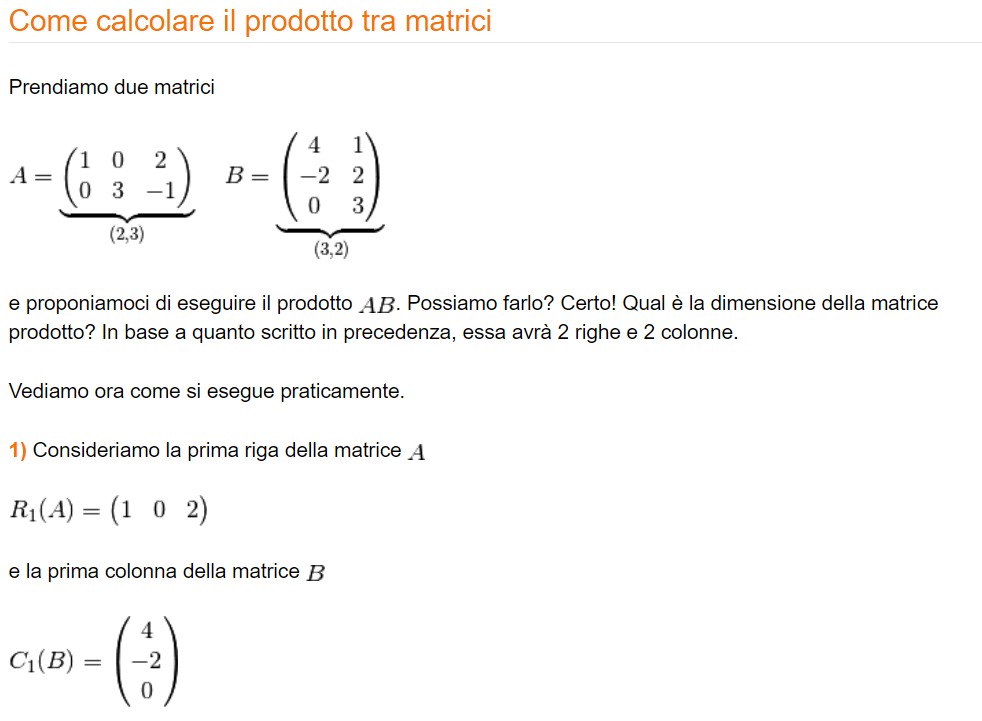 Come calcolare il prodotto tra matrici
Prendiamo due matrici
A = (1 0 2
0 3 −1)
(2,3)
B = (4 1
−2 2
0 3)
(3,2)
e proponiamoci di eseguire il prodotto AB. Possiamo farlo? Certo! Qual è la dimensione della matrice
prodotto? In base a quanto scritto in precedenza, essa avrà 2 righe e 2 colonne.
Vediamo ora come si esegue praticamente.
1) Consideriamo la prima riga della matrice A
R₁(A) = (1 0 2)
e la prima colonna della matrice B
C₁(B) = (4
−2
0)